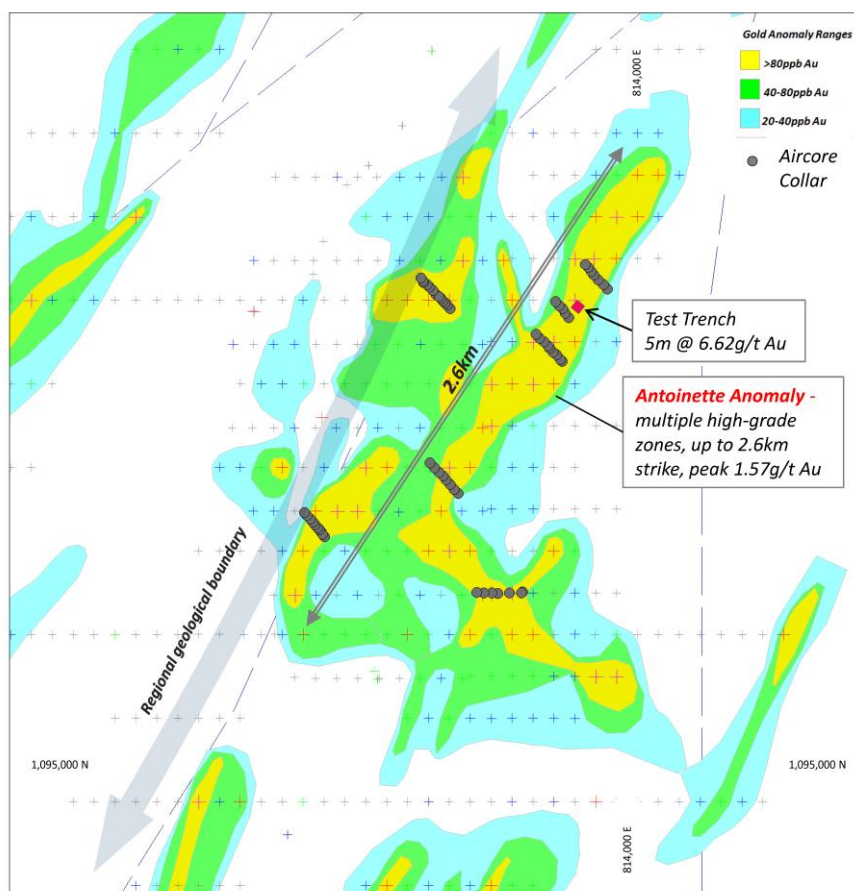 Gold Anomaly Ranges
>80ppb Au
40-80ppb Au
20-40ppb Au
Aircore
Collar
814,000 E
2.6km
Test Trench
5m @ 6.62g/t Au
Antoinette Anomaly -
multiple high-grade
zones, up to 2.6km
strike, peak 1.57g/t Au
Regional geological boundary
1,095,000 N
1,095,000 N
814,000 E